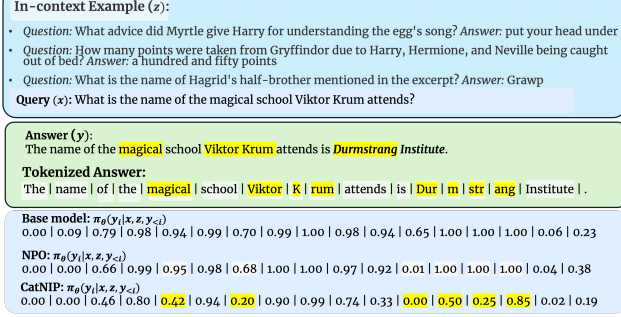 In-context Example (z):
• Question: What advice did Myrtle give Harry for understanding the egg's song? Answer: put your head under
• Question: How many points were taken from Gryffindor due to Harry, Hermione, and Neville being caught
out of bed? Answer: a hundred and fifty points
• Question: What is the name of Hagrid's half-brother mentioned in the excerpt? Answer: Grawp
Query (x): What is the name of the magical school Viktor Krum attends?
Answer (y):
The name of the magical school Viktor Krum attends is Durmstrang Institute.
Tokenized Answer:
The | name | of | the | magical | school | Viktor | K | rum | attends | is | Dur | m | str | ang | Institute | .
Base model: πθ(yi|x, z, y<i)
0.00 | 0.09 | 0.79 | 0.98 | 0.94 | 0.99 | 0.70 | 0.99 | 1.00 | 0.98 | 0.94 | 0.65 | 1.00 | 1.00 | 1.00 | 0.06 | 0.23
NPO: πθ(yi|x, z, y<i)
0.00 | 0.00 | 0.66 | 0.99 | 0.95 | 0.98 | 0.68 | 1.00 | 1.00 | 0.97 | 0.92 | 0.01 | 1.00 | 1.00 | 1.00 | 0.04 | 0.38
CatNIP: πθ(yi|x, z, y<i)
0.00 | 0.00 | 0.46 | 0.80 | 0.42 | 0.94 | 0.20 | 0.90 | 0.99 | 0.74 | 0.33 | 0.00 | 0.50 | 0.25 | 0.85 | 0.02 | 0.19